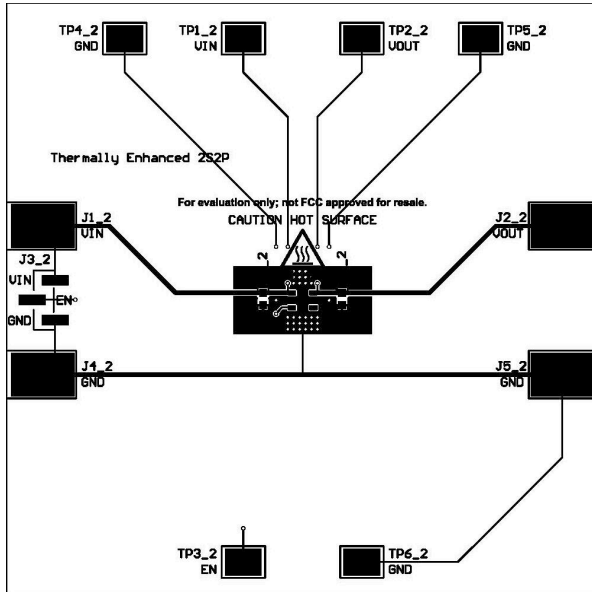 TP4_2
GND
TP1_2
VIN
TP2_2
VOUT
TP5_2
GND
Thermally Enhanced 2S2P
For evaluation only; not FCC approved for resale.
CAUTION HOT SURFACE
J1_2
VIN
J2_2
VOUT
J3_2
VIN
EN
GND
_2
_2
J4_2
GND
J5_2
GND
TP3_2
EN
TP6_2
GND